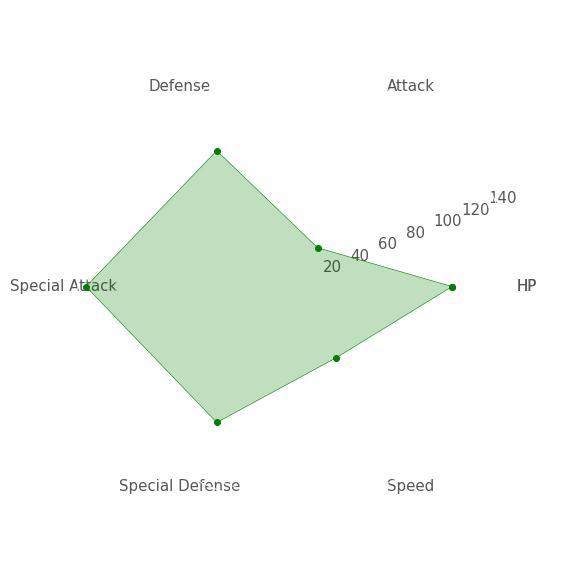 Defense
Attack
140
120
100
80
60
40
20
Special Attack
HP
Special Defense
Speed